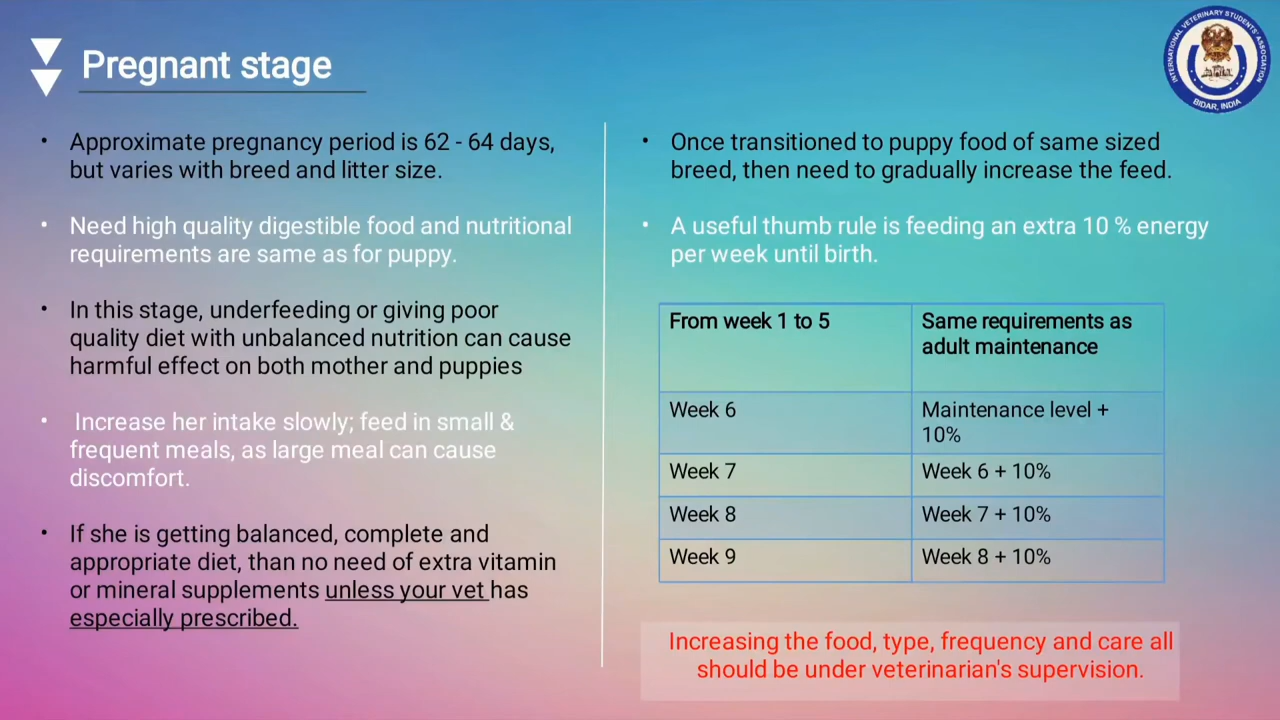 Pregnant stage
• Approximate pregnancy period is 62 - 64 days,
but varies with breed and litter size.
• Need high quality digestible food and nutritional
requirements are same as for puppy.
• In this stage, underfeeding or giving poor
quality diet with unbalanced nutrition can cause
harmful effect on both mother and puppies
• Increase her intake slowly; feed in small &
frequent meals, as large meal can cause
discomfort.
• If she is getting balanced, complete and
appropriate diet, than no need of extra vitamin
or mineral supplements unless your vet has
especially prescribed.
• Once transitioned to puppy food of same sized
breed, then need to gradually increase the feed.
• A useful thumb rule is feeding an extra 10 % energy
per week until birth.
From week 1 to 5
Same requirements as
adult maintenance
Week 6
Maintenance level +
10%
Week 7
Week 6 + 10%
Week 8
Week 7 + 10%
Week 9
Week 8 + 10%
Increasing the food, type, frequency and care all
should be under veterinarian's supervision.
INTERNATIONAL VETERINARY STUDENTS' ASSOCIATION
BIDAR, INDIA